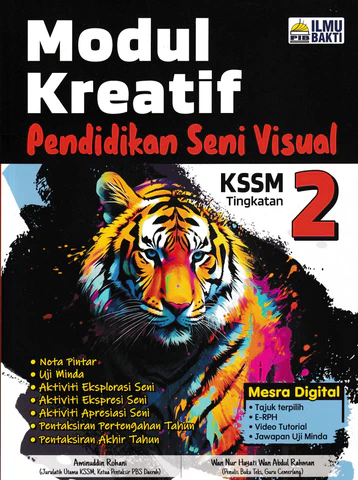 Modul
Kreatif
PIB
ILMU
BAKTI
Pendidikan Seni Visual
KSSM
Tingkatan
2
• Nota Pintar
• Uji Minda
• Aktiviti Eksplorasi Seni
• Aktiviti Ekspresi Seni
• Aktiviti Apresiasi Seni
• Pentaksiran Pertengahan Tahun
• Pentaksiran Akhir Tahun
Mesra Digital
• Tajuk terpilih
• E-RPH
• Video Tutorial
• Jawapan Uji Minda
Aminuddin Rohani
(Jurulatih Utama KSSM, Ketua Pentaksir PBS Daerah)
Wan Nur Hayati Wan Abdul Rahman
(Penulis Buku Teks, Guru Cemerlang)